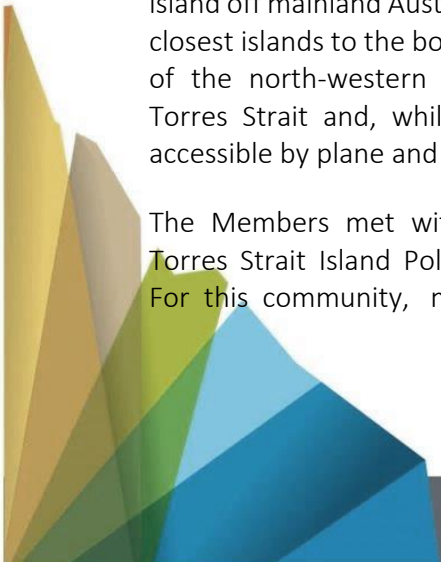 island off mainland Aust
closest islands to the bo
of the north-western
Torres Strait and, whil
accessible by plane and
The Members met wit
Torres Strait Island Pol
For this community, n